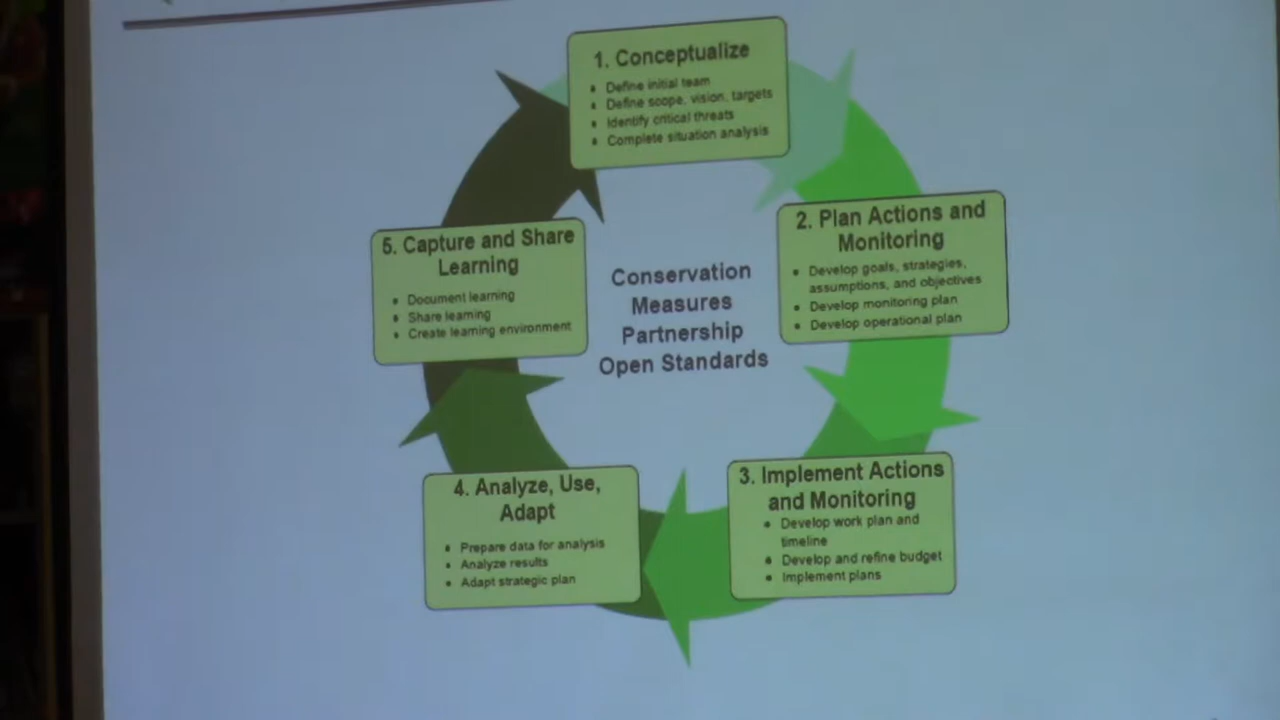 1. Conceptualize
• Define initial team
• Define scope, vision, targets
• Identify critical threats
• Complete situation analysis
2. Plan Actions and
Monitoring
• Develop goals, strategies,
assumptions, and objectives
• Develop monitoring plan
• Develop operational plan
3. Implement Actions
and Monitoring
• Develop work plan and
timeline
• Develop and refine budget
• Implement plans
4. Analyze, Use,
Adapt
• Prepare data for analysis
• Analyze results
• Adapt strategic plan
5. Capture and Share
Learning
• Document learning
• Share learning
• Create learning environment
Conservation
Measures
Partnership
Open Standards